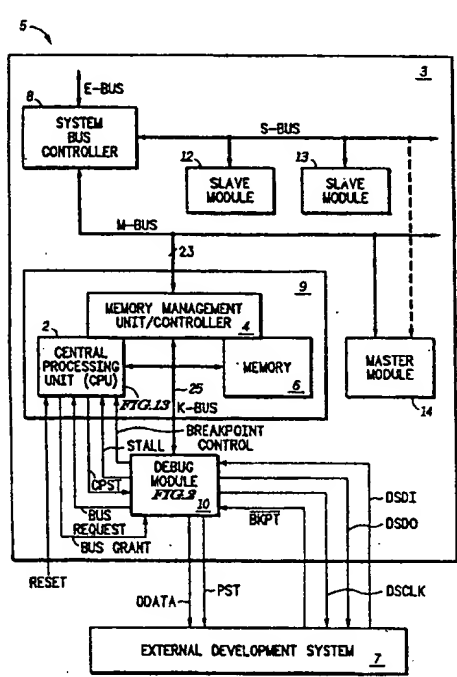 5
3
E-BUS
8
SYSTEM
BUS
CONTROLLER
S-BUS
12
13
SLAVE
MODULE
SLAVE
MODULE
M-BUS
23
9
2
MEMORY MANAGEMENT
UNIT/CONTROLLER
4
CENTRAL
PROCESSING
UNIT (CPU)
MEMORY
6
MASTER
MODULE
14
FIG.13
25
K-BUS
BREAKPOINT
CONTROL
STALL
CPST
DEBUG
MODULE
FIG.2
10
BUS
REQUEST
BUS GRANT
BKPT
DSDI
DSDO
RESET
DDATA
PST
DSCLK
EXTERNAL DEVELOPMENT SYSTEM
7